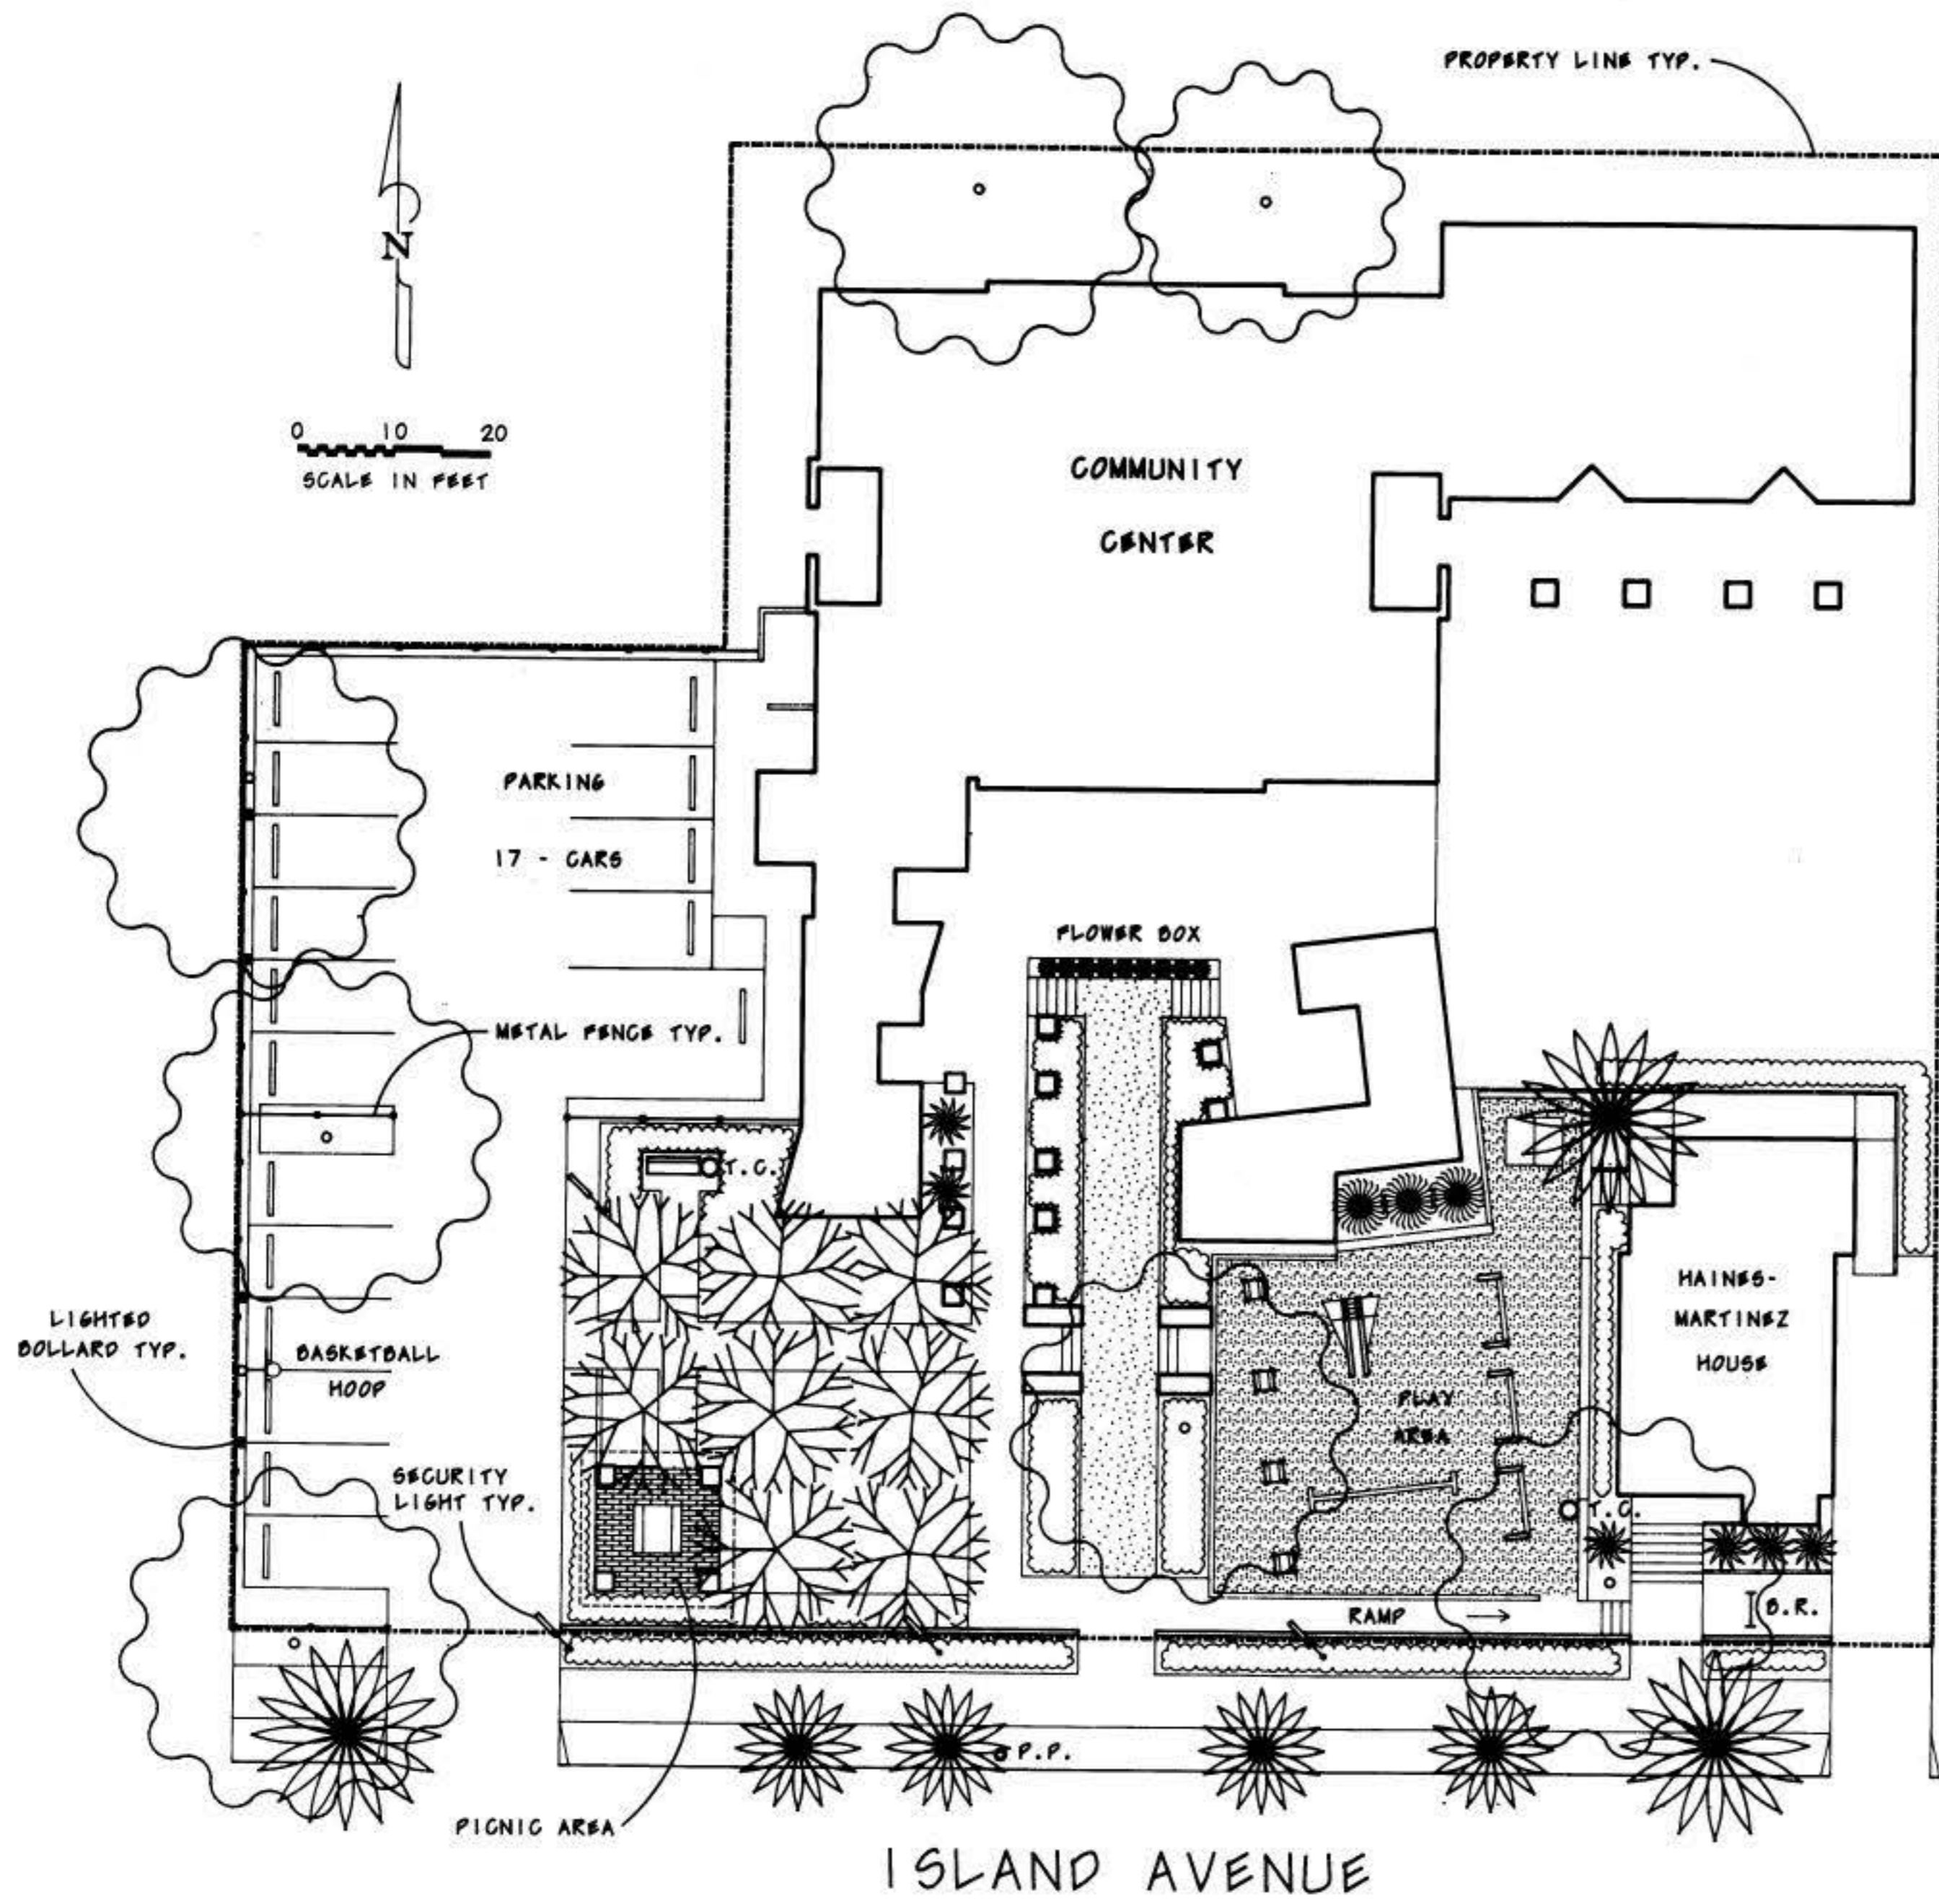 PROPERTY LINE TYP.
N
0 10 20
SCALE IN FEET
COMMUNITY
CENTER
PARKING
17 - CARS
FLOWER BOX
METAL FENCE TYP.
T.C.
HAINES-
MARTINEZ
HOUSE
LIGHTED
BOLLARD TYP.
BASKETBALL
HOOP
PLAY
AREA
SECURITY
LIGHT TYP.
T.C.
RAMP
B.R.
P.P.
PICNIC AREA
ISLAND AVENUE